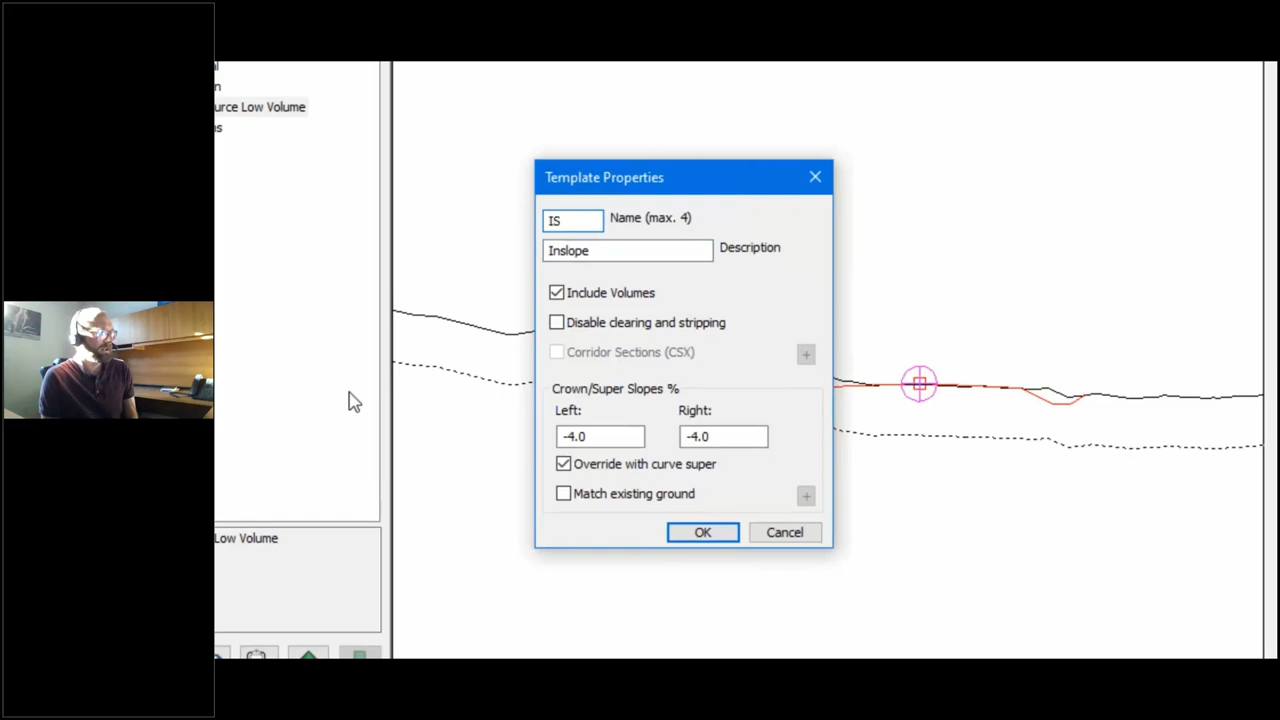 urce Low Volume
Template Properties
IS Name (max. 4)
Inslope Description
Include Volumes
Disable clearing and stripping
Corridor Sections (CSX)
+
Crown/Super Slopes %
Left: Right:
-4.0 -4.0
Override with curve super
Match existing ground
+
OK Cancel
Low Volume